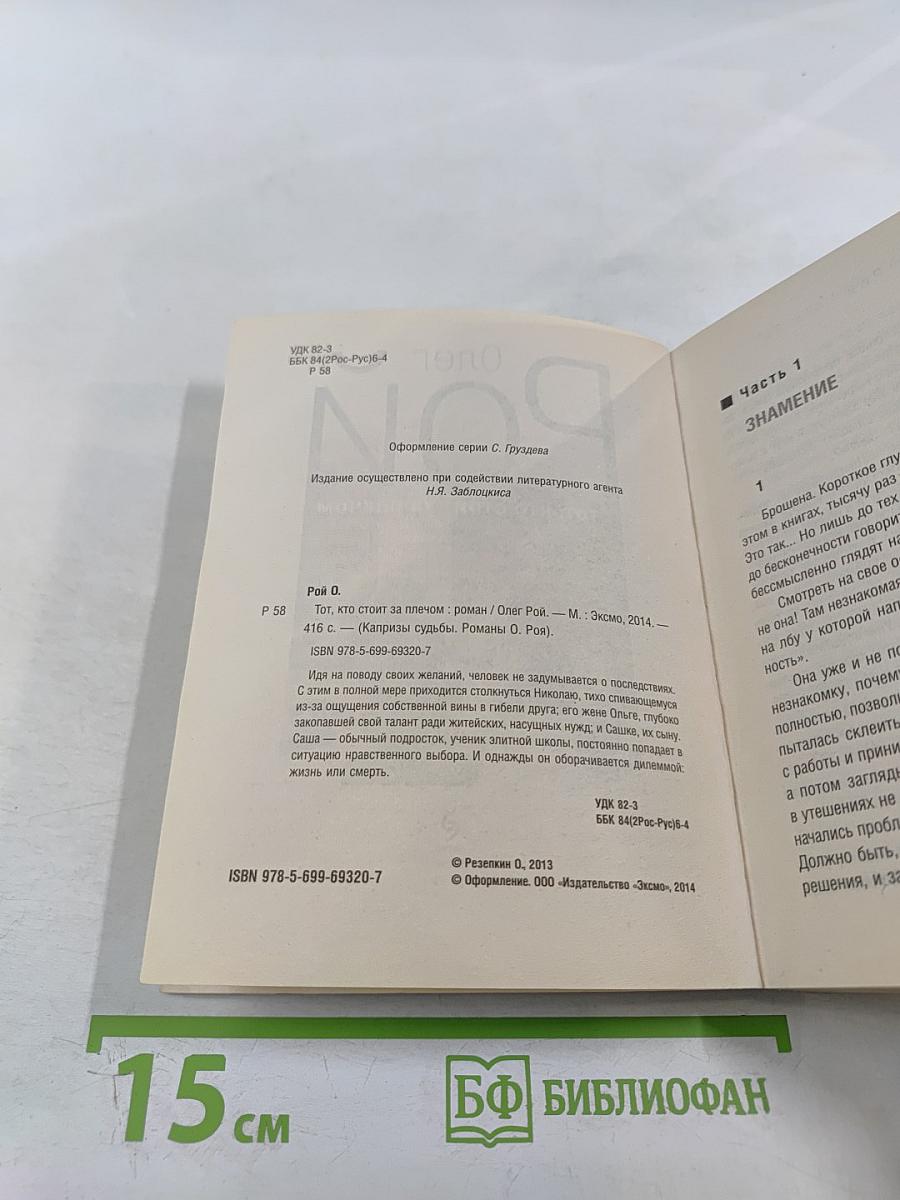 УДК 82-3
ББК 84(2Рос-Рус)6-4
Р 58
Олег
РОЙ
Оформление серии С. Груздева
Издание осуществлено при содействии литературного агента
Н.Я. Заблоцкиса
Рой О.
Р 58
Тот, кто стоит за плечом : роман / Олег Рой. — М. : Эксмо, 2014. —
416 с. — (Капризы судьбы. Романы О. Роя).
ISBN 978-5-699-69320-7
Идя на поводу своих желаний, человек не задумывается о последствиях.
С этим в полной мере приходится столкнуться Николаю, тихо спивающемуся
из-за ощущения собственной вины в гибели друга; его жене Ольге, глубоко
закопавшей свой талант ради житейских, насущных нужд; и Сашке, их сыну.
Саша — обычный подросток, ученик элитной школы, постоянно попадает в
ситуацию нравственного выбора. И однажды он оборачивается дилеммой:
жизнь или смерть.
УДК 82-3
ББК 84(2Рос-Рус)6-4
ISBN 978-5-699-69320-7
© Резепкин О., 2013
© Оформление. ООО «Издательство «Эксмо», 2014
Часть 1
ЗНАМЕНИЕ
1
Брошена. Короткое глу
этом в книгах, тысячу раз
Это так... Но лишь до тех
до бесконечности говорит
бессмысленно глядят на
Смотреть на свое о
не она! Там незнакомая
на лбу у которой нап
ность».
Она уже и не по
незнакомку, почему
полностью, позволи
пыталась склеить
с работы и прини
а потом загляды
в утешениях не
начались пробл
Должно быть,
решения, и за
15 см
БФ БИБЛИОФАН